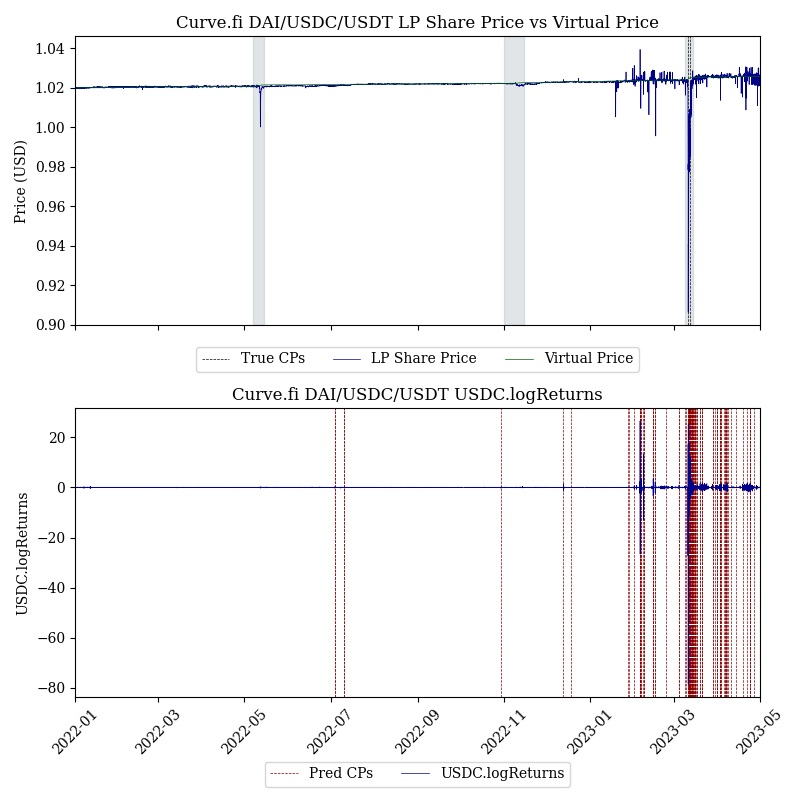 Curve.fi DAI/USDC/USDT LP Share Price vs Virtual Price
1.04
1.02
1.00
0.98
0.96
0.94
0.92
0.90
Price (USD)
True CPs LP Share Price Virtual Price
Curve.fi DAI/USDC/USDT USDC.logReturns
20
0
−20
−40
−60
−80
USDC.logReturns
2022-01 2022-03 2022-05 2022-07 2022-09 2022-11 2023-01 2023-03 2023-05
Pred CPs USDC.logReturns